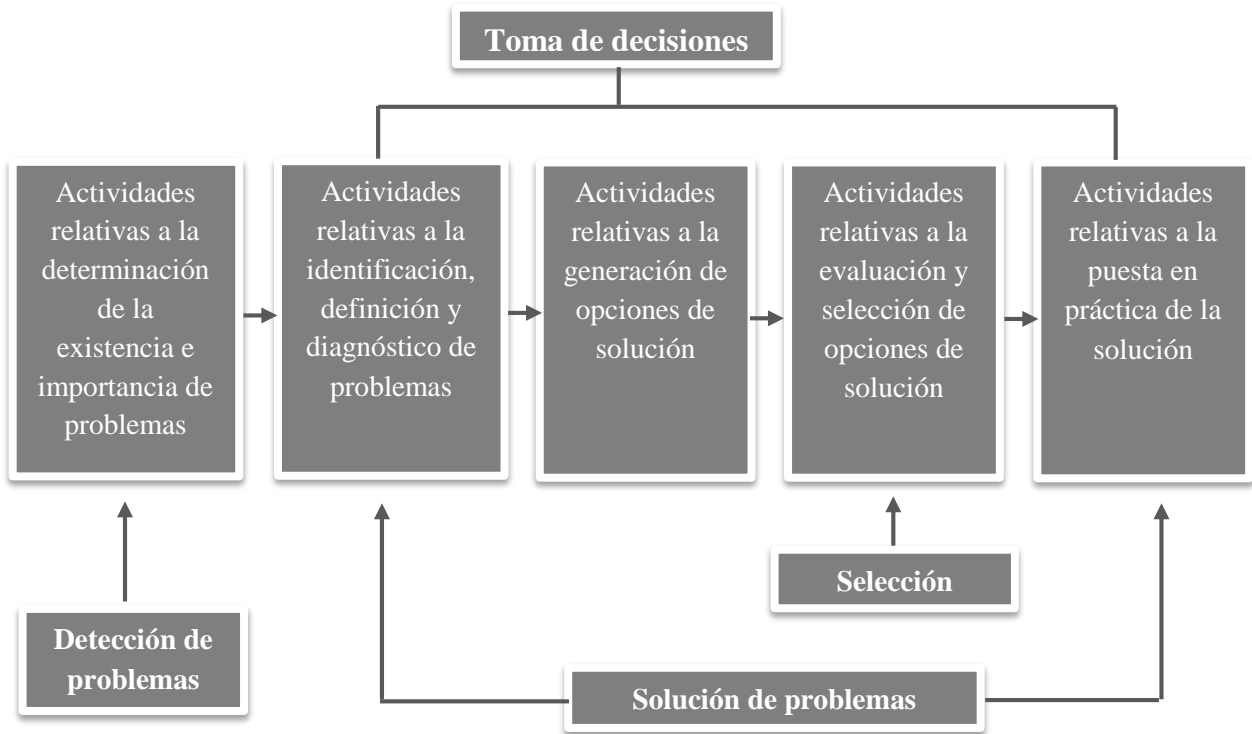 Toma de decisiones
Actividades
relativas a la
determinación
de la
existencia e
importancia de
problemas
Actividades
relativas a la
identificación,
definición y
diagnóstico de
problemas
Actividades
relativas a la
generación de
opciones de
solución
Actividades
relativas a la
evaluación y
selección de
opciones de
solución
Actividades
relativas a la
puesta en
práctica de la
solución
Selección
Detección de
problemas
Solución de problemas